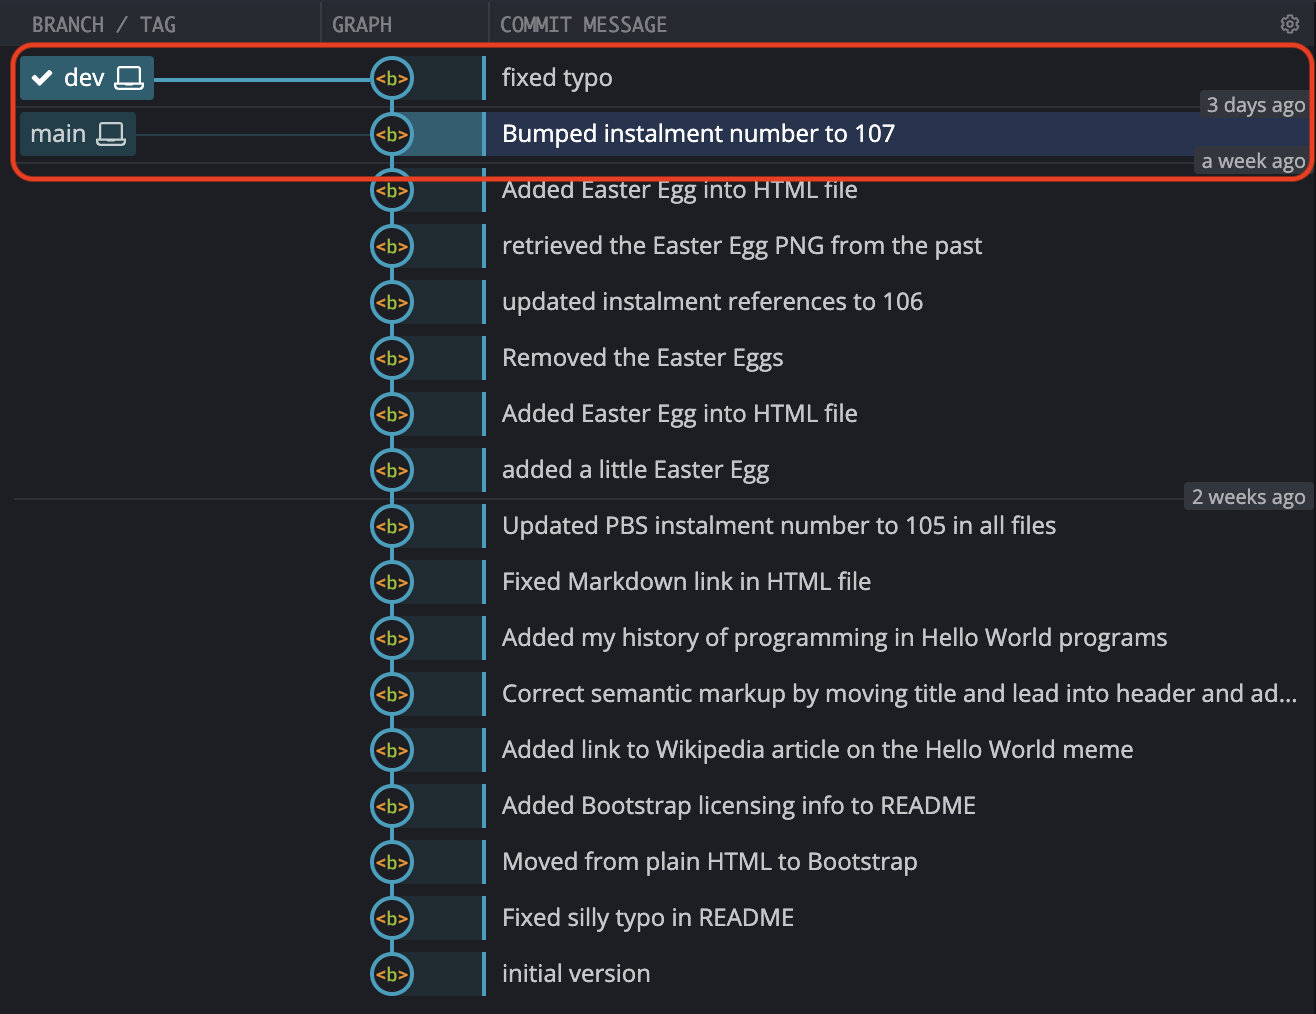 BRANCH / TAG GRAPH COMMIT MESSAGE
dev <b> fixed typo
3 days ago
main <b> Bumped instalment number to 107
a week ago
<b> Added Easter Egg into HTML file
<b> retrieved the Easter Egg PNG from the past
<b> updated instalment references to 106
<b> Removed the Easter Eggs
<b> Added Easter Egg into HTML file
<b> added a little Easter Egg
2 weeks ago
<b> Updated PBS instalment number to 105 in all files
<b> Fixed Markdown link in HTML file
<b> Added my history of programming in Hello World programs
<b> Correct semantic markup by moving title and lead into header and ad...
<b> Added link to Wikipedia article on the Hello World meme
<b> Added Bootstrap licensing info to README
<b> Moved from plain HTML to Bootstrap
<b> Fixed silly typo in README
<b> initial version